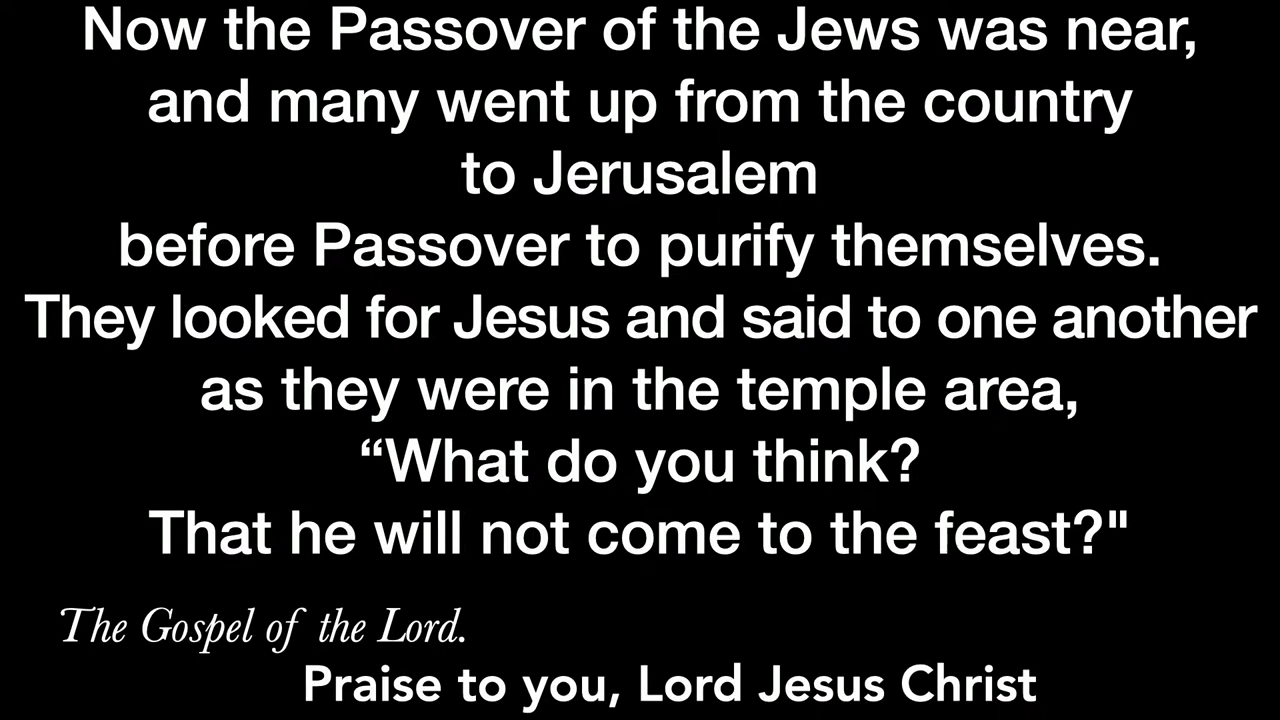 Now the Passover of the Jews was near,
and many went up from the country
to Jerusalem
before Passover to purify themselves.
They looked for Jesus and said to one another
as they were in the temple area,
“What do you think?
That he will not come to the feast?"
The Gospel of the Lord.
Praise to you, Lord Jesus Christ